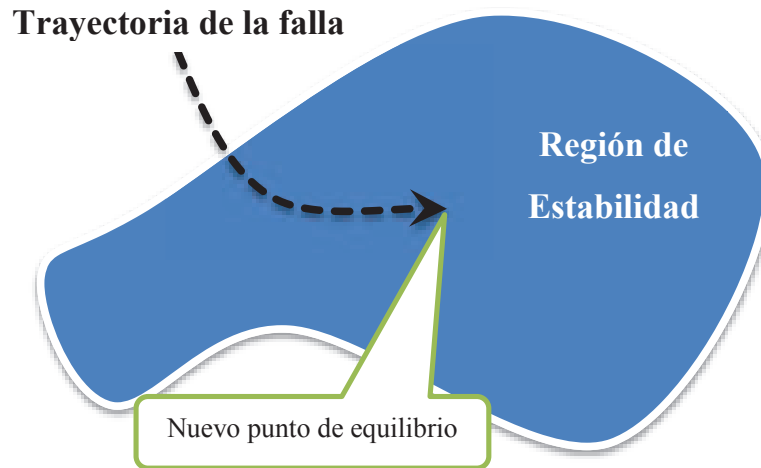 Trayectoria de la falla
Región de
Estabilidad
Nuevo punto de equilibrio